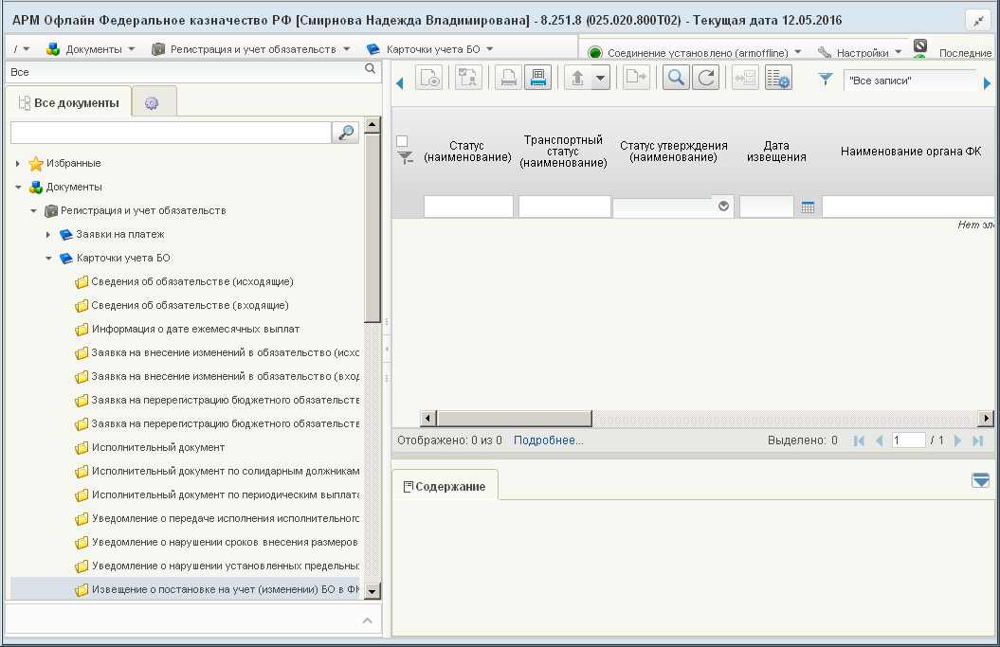 АРМ Офлайн Федеральное казначество РФ [Смирнова Надежда Владимирована] - 8.251.8 (025.020.800T02) - Текущая дата 12.05.2016
/ Документы Регистрация и учет обязательств Карточки учета БО Соединение установлено (armoffline) Настройки Последние
Все
"Все записи"
Все документы
Статус (наименование)
Транспортный статус (наименование)
Статус утверждения (наименование)
Дата извещения
Наименование органа ФК
Избранные
Документы
Регистрация и учет обязательств
Нет эле
Заявки на платеж
Карточки учета БО
Сведения об обязательстве (исходящие)
Сведения об обязательстве (входящие)
Информация о дате ежемесячных выплат
Заявка на внесение изменений в обязательство (исхо
Заявка на внесение изменений в обязательство (вход
Заявка на перерегистрацию бюджетного обязательств
Заявка на перерегистрацию бюджетного обязательств
Исполнительный документ
Исполнительный документ по солидарным должникам
Исполнительный документ по периодическим выплата
Уведомление о передаче исполнения исполнительного
Уведомление о нарушении сроков внесения размеров
Уведомление о нарушении установленных предельных
Извещение о постановке на учет (изменении) БО в ФК
Отображено: 0 из 0 Подробнее... Выделено: 0 1 / 1
Содержание